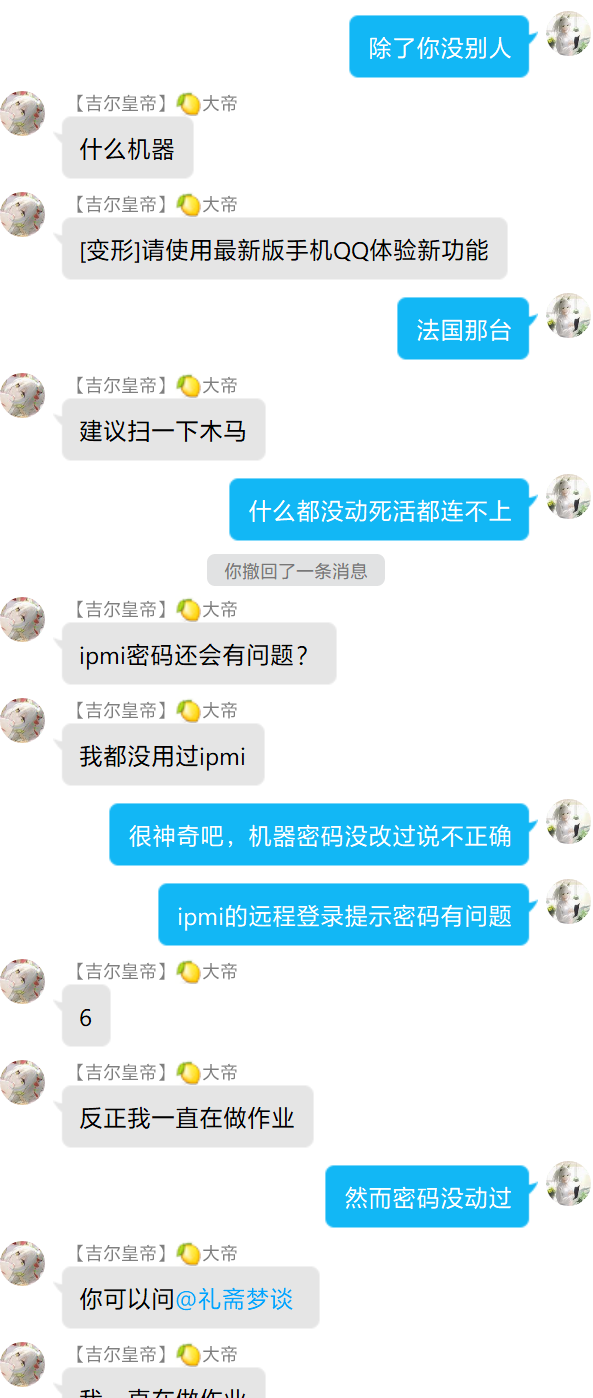 除了你没别人
【吉尔皇帝】🍋大帝
什么机器
【吉尔皇帝】🍋大帝
[变形]请使用最新版手机QQ体验新功能
法国那台
【吉尔皇帝】🍋大帝
建议扫一下木马
什么都没动死活都连不上
你撤回了一条消息
【吉尔皇帝】🍋大帝
ipmi密码还会有问题？
【吉尔皇帝】🍋大帝
我都没用过ipmi
很神奇吧，机器密码没改过说不正确
ipmi的远程登录提示密码有问题
【吉尔皇帝】🍋大帝
6
【吉尔皇帝】🍋大帝
反正我一直在做作业
然而密码没动过
【吉尔皇帝】🍋大帝
你可以问@礼斋梦谈
【吉尔皇帝】🍋大帝
我一直在做作业